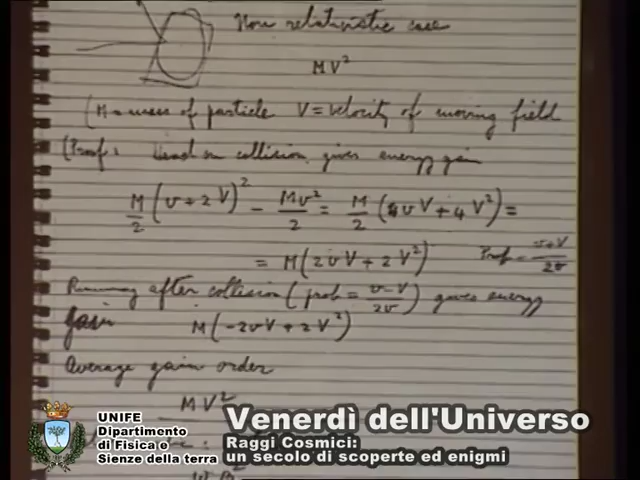 Non relativistic case
MV²
(M = mass of particle V = velocity of moving field
(Proof: Head on collision gives energy gain
M/2 (v+2V)² − Mv²/2 = M/2 (4vV+4V²) =
= M(2vV+2V²) Prob = v+V/2v
Running after collision (prob = v−V/2v) gives energy
gain M(−2vV+2V²)
Average gain order
MV²
UNIFE
Dipartimento
di Fisica e
Sienze della terra
Venerdì dell'Universo
Raggi Cosmici:
un secolo di scoperte ed enigmi